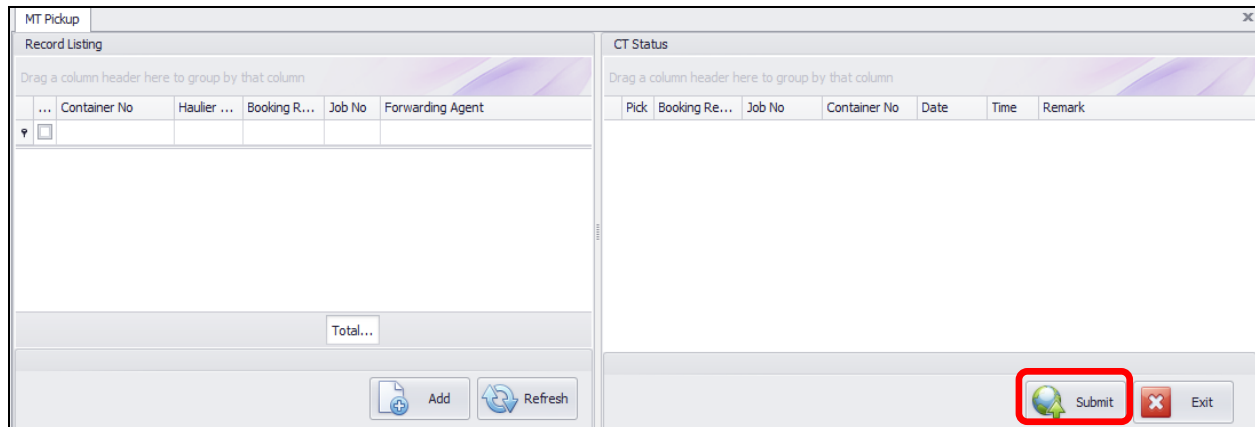 MT Pickup
x
Record Listing
Drag a column header here to group by that column
... Container No Haulier ... Booking R... Job No Forwarding Agent
Total...
Add Refresh
CT Status
Drag a column header here to group by that column
Pick Booking Re... Job No Container No Date Time Remark
Submit Exit